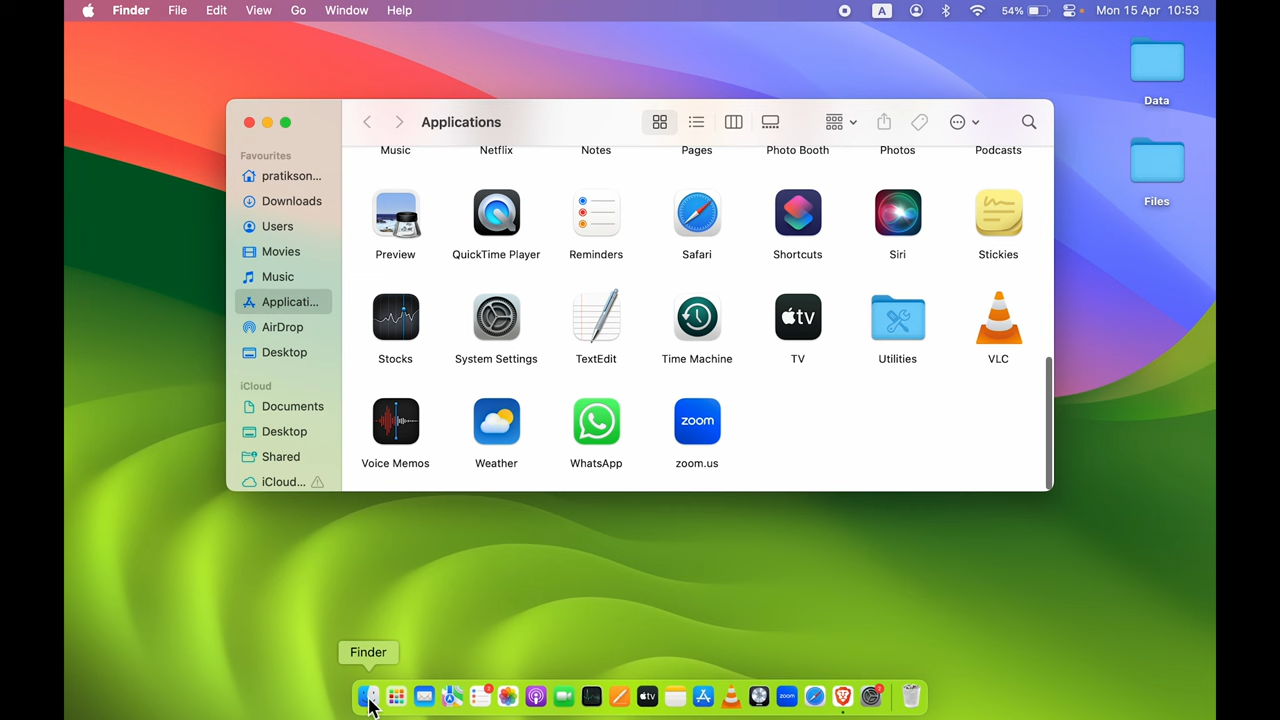 Finder File Edit View Go Window Help A 54% Mon 15 Apr 10:53
Data
Files
Applications
Favourites
pratikson...
Downloads
Users
Movies
Music
Applicati...
AirDrop
Desktop
iCloud
Documents
Desktop
Shared
iCloud...
Music Netflix Notes Pages Photo Booth Photos Podcasts
Preview QuickTime Player Reminders Safari Shortcuts Siri Stickies
tv
Stocks System Settings TextEdit Time Machine TV Utilities VLC
zoom
Voice Memos Weather WhatsApp zoom.us
Finder
tv zoom